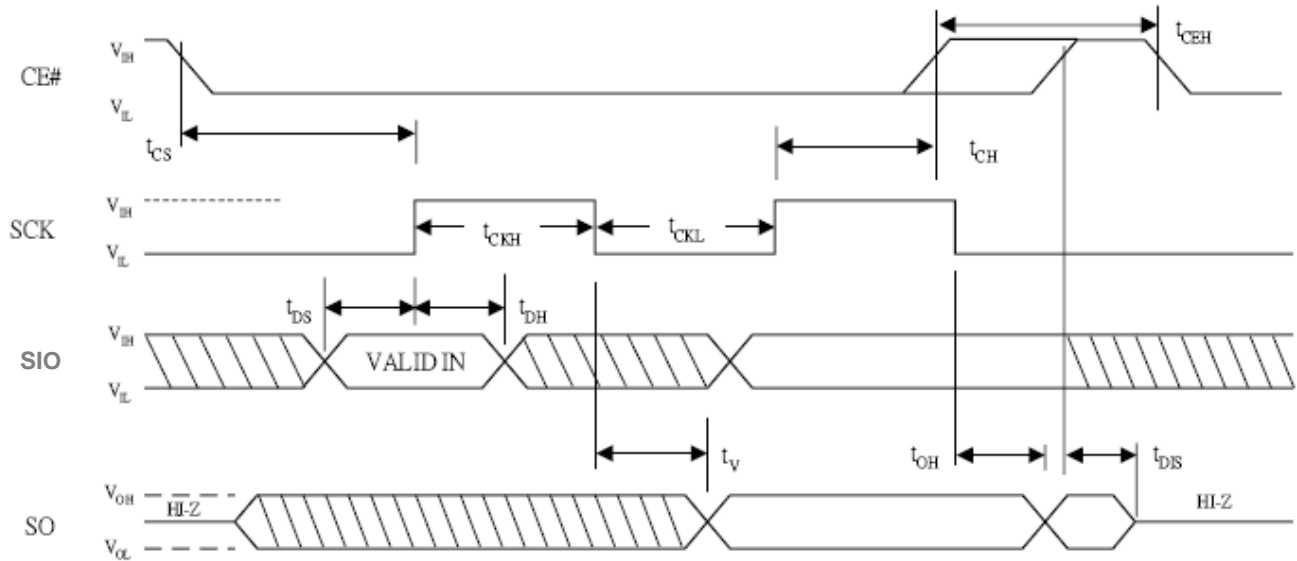 V_IH
t_CEH
CE#
V_IL
t_CS
t_CH
V_IH
SCK
t_CKH
t_CKL
V_IL
t_DS
t_DH
V_IH
SIO
VALID IN
V_IL
t_V
t_OH
t_DIS
V_OH
HI-Z
HI-Z
SO
V_OL